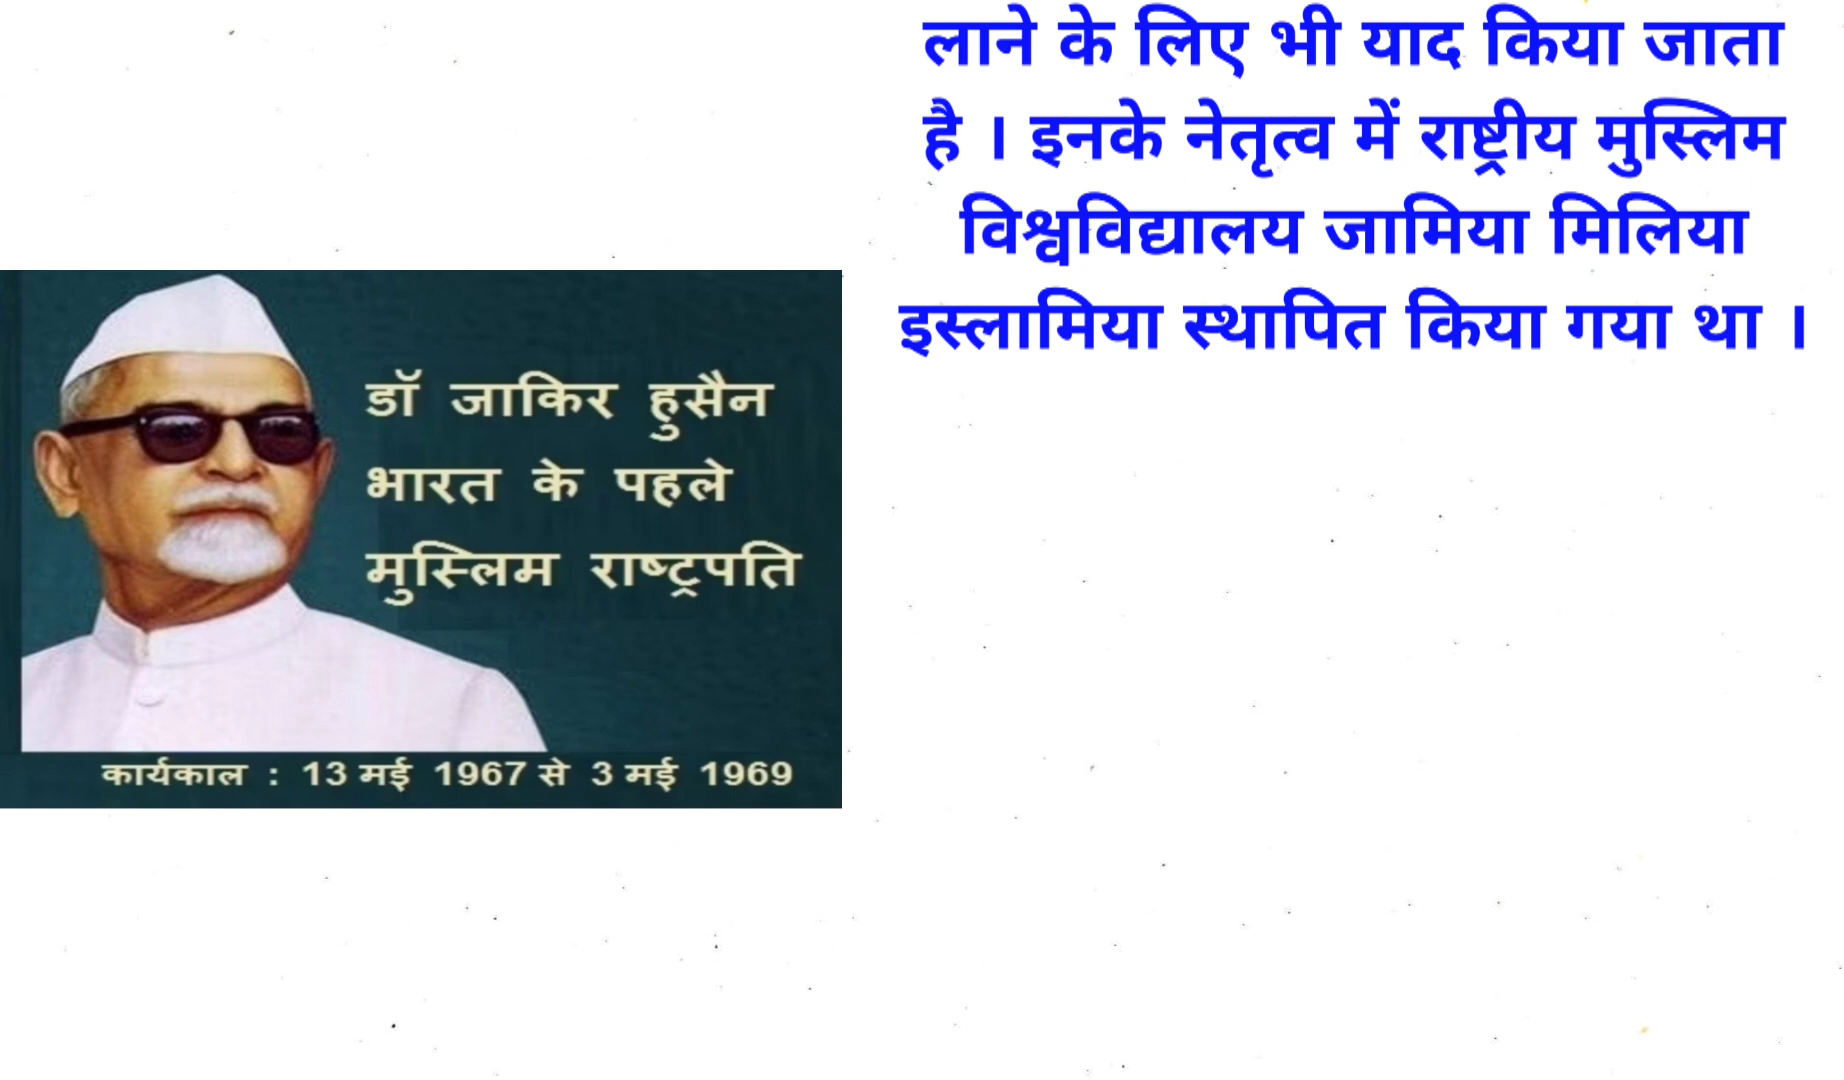 लाने के लिए भी याद किया जाता
है । इनके नेतृत्व में राष्ट्रीय मुस्लिम
विश्वविद्यालय जामिया मिलिया
इस्लामिया स्थापित किया गया था ।
डॉ जाकिर हुसैन
भारत के पहले
मुस्लिम राष्ट्रपति
कार्यकाल : 13 मई 1967 से 3 मई 1969